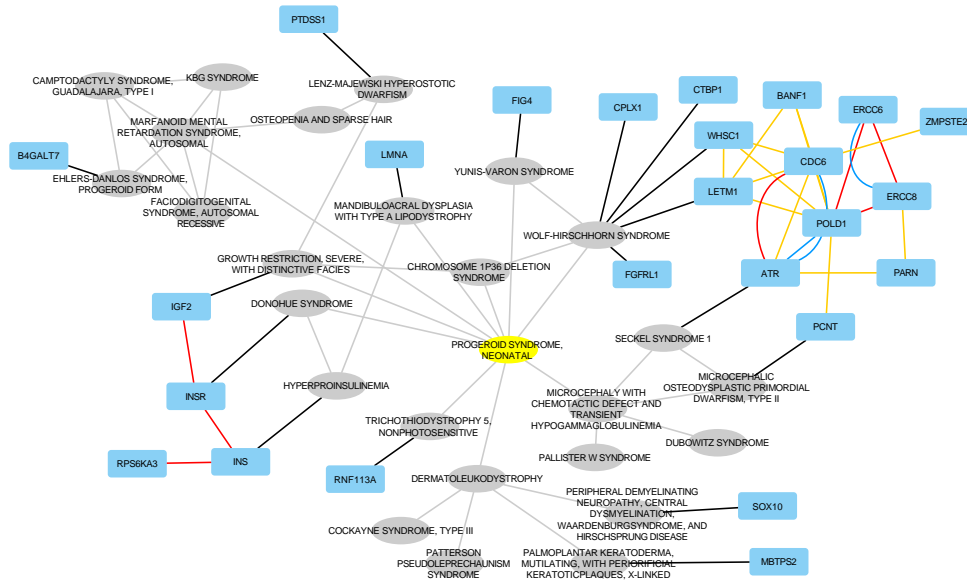 PTDSS1
CAMPTODACTYLY SYNDROME,
GUADALAJARA, TYPE I
KBG SYNDROME
LENZ-MAJEWSKI HYPEROSTOTIC
DWARFISM
MARFANOID MENTAL
RETARDATION SYNDROME,
AUTOSOMAL
OSTEOPENIA AND SPARSE HAIR
FIG4
CPLX1
CTBP1
BANF1
ERCC6
ZMPSTE2
WHSC1
CDC6
B4GALT7
LMNA
EHLERS-DANLOS SYNDROME,
PROGEROID FORM
YUNIS-VARON SYNDROME
LETM1
ERCC8
FACIODIGITOGENITAL
SYNDROME, AUTOSOMAL
RECESSIVE
MANDIBULOACRAL DYSPLASIA
WITH TYPE A LIPODYSTROPHY
POLD1
WOLF-HIRSCHHORN SYNDROME
GROWTH RESTRICTION, SEVERE,
WITH DISTINCTIVE FACIES
CHROMOSOME 1P36 DELETION
SYNDROME
FGFRL1
ATR
PARN
IGF2
DONOHUE SYNDROME
PCNT
PROGEROID SYNDROME,
NEONATAL
SECKEL SYNDROME 1
INSR
HYPERPROINSULINEMIA
MICROCEPHALY WITH
CHEMOTACTIC DEFECT AND
TRANSIENT
HYPOGAMMAGLOBULINEMIA
MICROCEPHALIC
OSTEODYSPLASTIC PRIMORDIAL
DWARFISM, TYPE II
TRICHOTHIODYSTROPHY 5,
NONPHOTOSENSITIVE
DUBOWITZ SYNDROME
PALLISTER W SYNDROME
RPS6KA3
INS
RNF113A
DERMATOLEUKODYSTROPHY
PERIPHERAL DEMYELINATING
NEUROPATHY, CENTRAL
DYSMYELINATION,
WAARDENBURGSYNDROME, AND
HIRSCHSPRUNG DISEASE
SOX10
COCKAYNE SYNDROME, TYPE III
PATTERSON
PSEUDOLEPRECHAUNISM
SYNDROME
PALMOPLANTAR KERATODERMA,
MUTILATING, WITH PERIORIFICIAL
KERATOTICPLAQUES, X-LINKED
MBTPS2